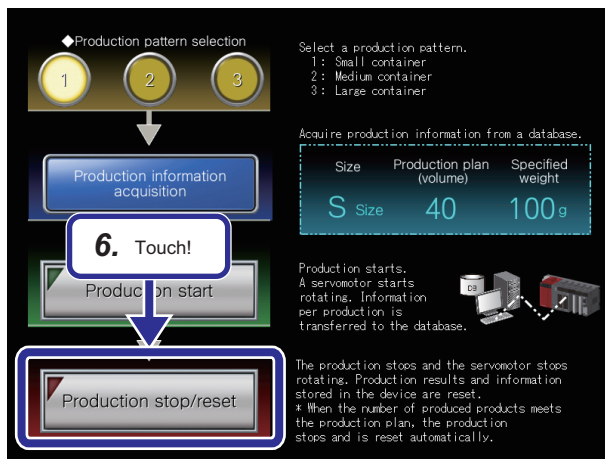 ◆Production pattern selection
1 2 3
Select a production pattern.
1: Small container
2: Medium container
3: Large container
Acquire production information from a database.
Production information
acquisition
Size Production plan Specified
(volume) weight
S Size 40 100 g
6. Touch!
Production start
Production starts.
A servomotor starts
rotating. Information
per production is
transferred to the database.
DB
Production stop/reset
The production stops and the servomotor stops
rotating. Production results and information
stored in the device are reset.
* When the number of produced products meets
the production plan, the production
stops and is reset automatically.